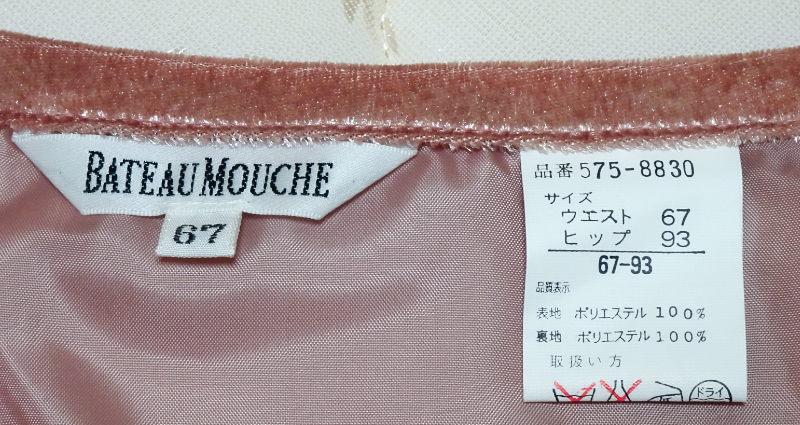 BATEAU MOUCHE
67
品番 575-8830
サイズ
ウエスト 67
ヒップ 93
67-93
品質表示
表地 ポリエステル 100%
裏地 ポリエステル 100%
取扱い方
ドライ